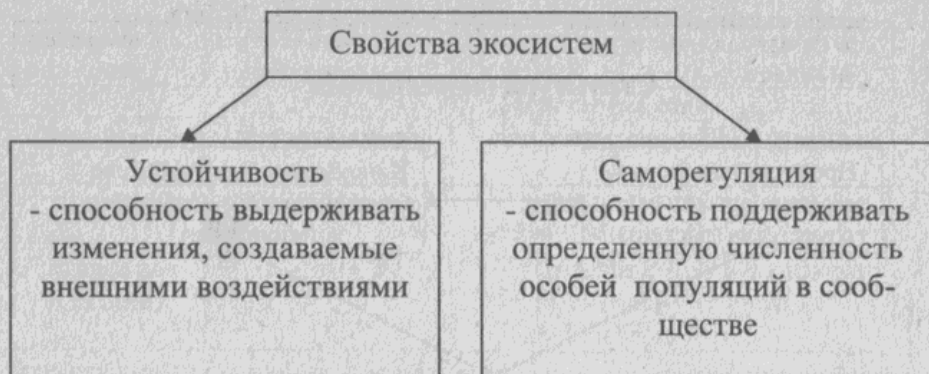 Свойства экосистем
Устойчивость
- способность выдерживать
изменения, создаваемые
внешними воздействиями
Саморегуляция
- способность поддерживать
определенную численность
особей популяций в сооб-
ществе